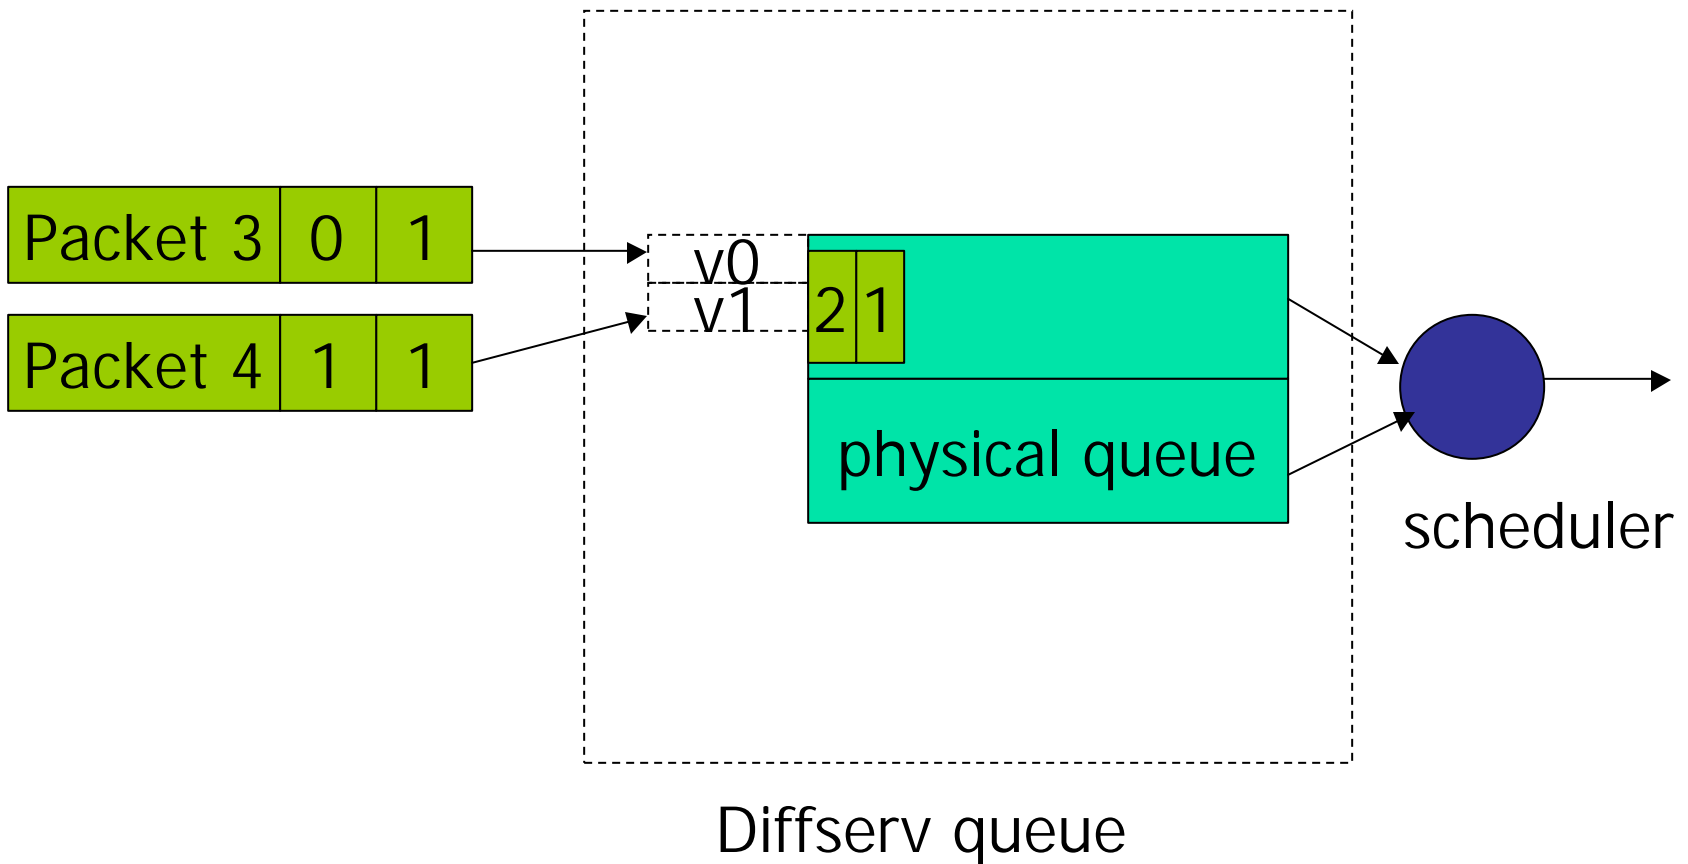 Packet 3 0 1
Packet 4 1 1
v0
v1
2 1
physical queue
scheduler
Diffserv queue